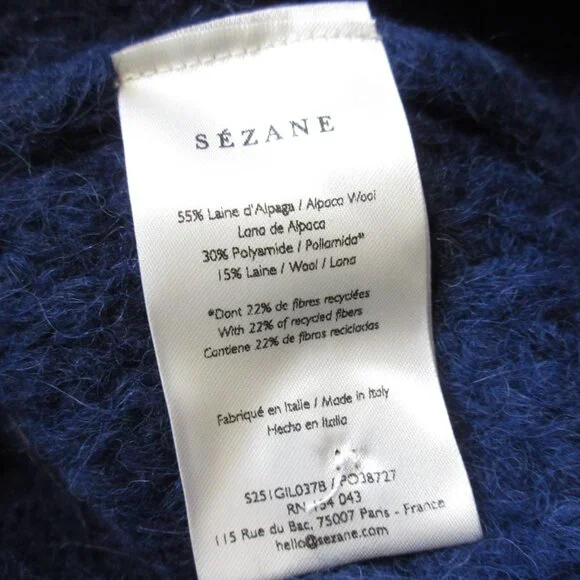 SÉZANE
55% Laine d'Alpaga / Alpaca Wool
Lana de Alpaca
30% Polyamide / Poliamida*
15% Laine / Wool / Lana
*Dont 22% de fibres recyclées
With 22% of recycled fibers
Contiene 22% de fibras recicladas
Fabriqué en Italie / Made in Italy
Hecho en Italia
S251GIL037B / PO38727
RN 154 043
115 Rue du Bac, 75007 Paris - France
hello@sezane.com